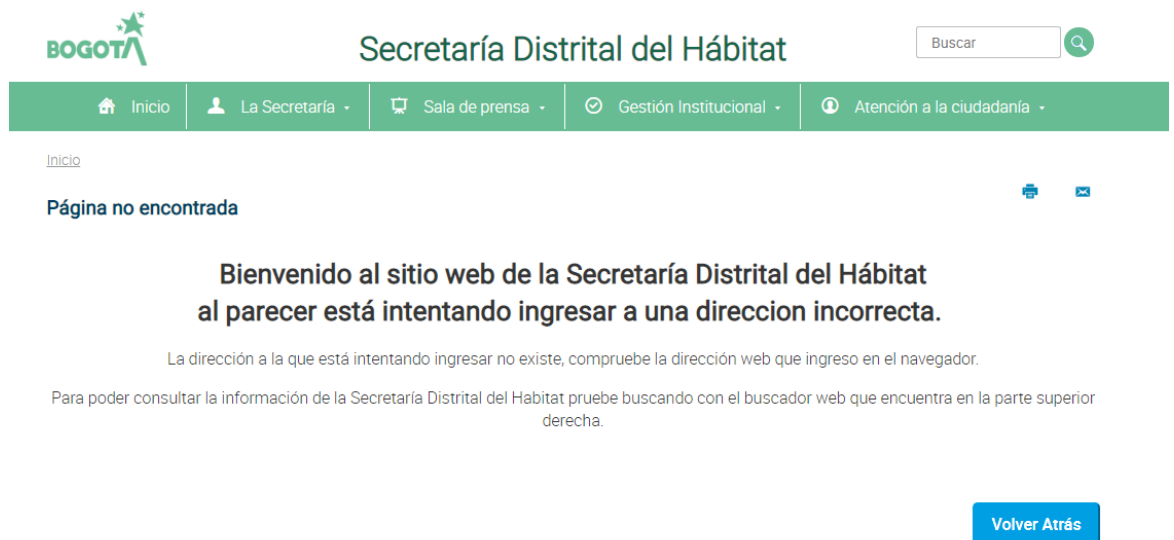 BOGOTÁ
Secretaría Distrital del Hábitat
Buscar
Inicio
La Secretaría
Sala de prensa
Gestión Institucional
Atención a la ciudadanía
Inicio
Página no encontrada
Bienvenido al sitio web de la Secretaría Distrital del Hábitat
al parecer está intentando ingresar a una direccion incorrecta.
La dirección a la que está intentando ingresar no existe, compruebe la dirección web que ingreso en el navegador.
Para poder consultar la información de la Secretaría Distrital del Habitat pruebe buscando con el buscador web que encuentra en la parte superior
derecha.
Volver Atrás